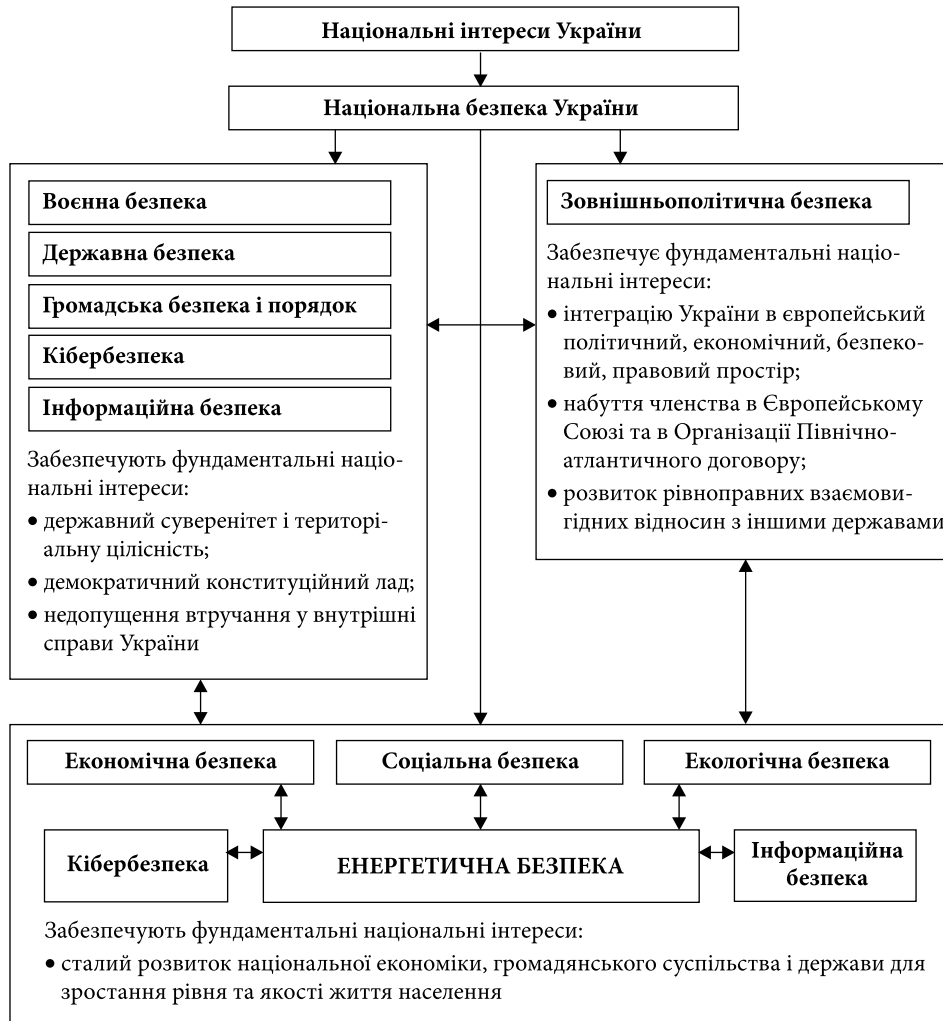 Національні інтереси України
Національна безпека України
Воєнна безпека
Державна безпека
Громадська безпека і порядок
Кібербезпека
Інформаційна безпека
Забезпечують фундаментальні наці-
нальні інтереси:
• державний суверенітет і територі-
альну цілісність;
• демократичний конституційний лад;
• недопущення втручання у внутрішні
справи України
Зовнішньополітична безпека
Забезпечує фундаментальні націо-
нальні інтереси:
• інтеграцію України в європейський
політичний, економічний, безпеко-
вий, правовий простір;
• набуття членства в Європейському
Союзі та в Організації Північно-
атлантичного договору;
• розвиток рівноправних взаємови-
гідних відносин з іншими державами
Економічна безпека
Соціальна безпека
Екологічна безпека
Кібербезпека
ЕНЕРГЕТИЧНА БЕЗПЕКА
Інформаційна
безпека
Забезпечують фундаментальні національні інтереси:
• сталий розвиток національної економіки, громадянського суспільства і держави для
зростання рівня та якості життя населення